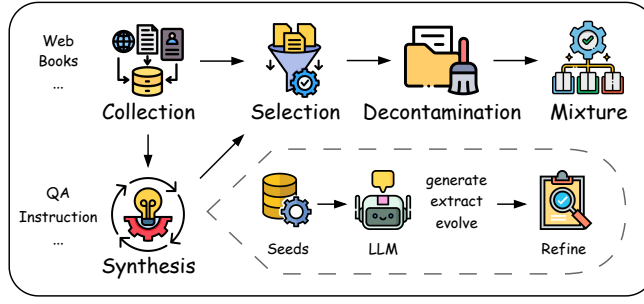 Web
Books
...
Collection
Selection
Decontamination
Mixture
QA
Instruction
...
Synthesis
Seeds
LLM
generate
extract
evolve
Refine